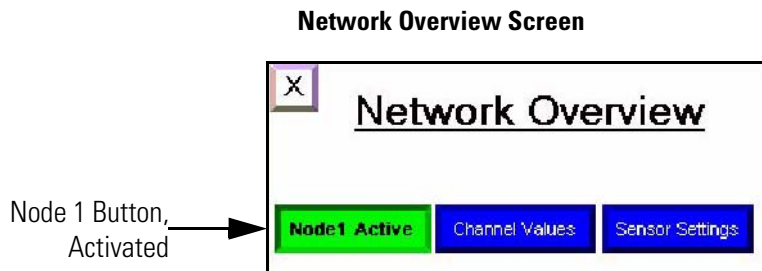 Network Overview Screen
X
Network Overview
Node 1 Button,
Activated
Node1 Active
Channel Values
Sensor Settings